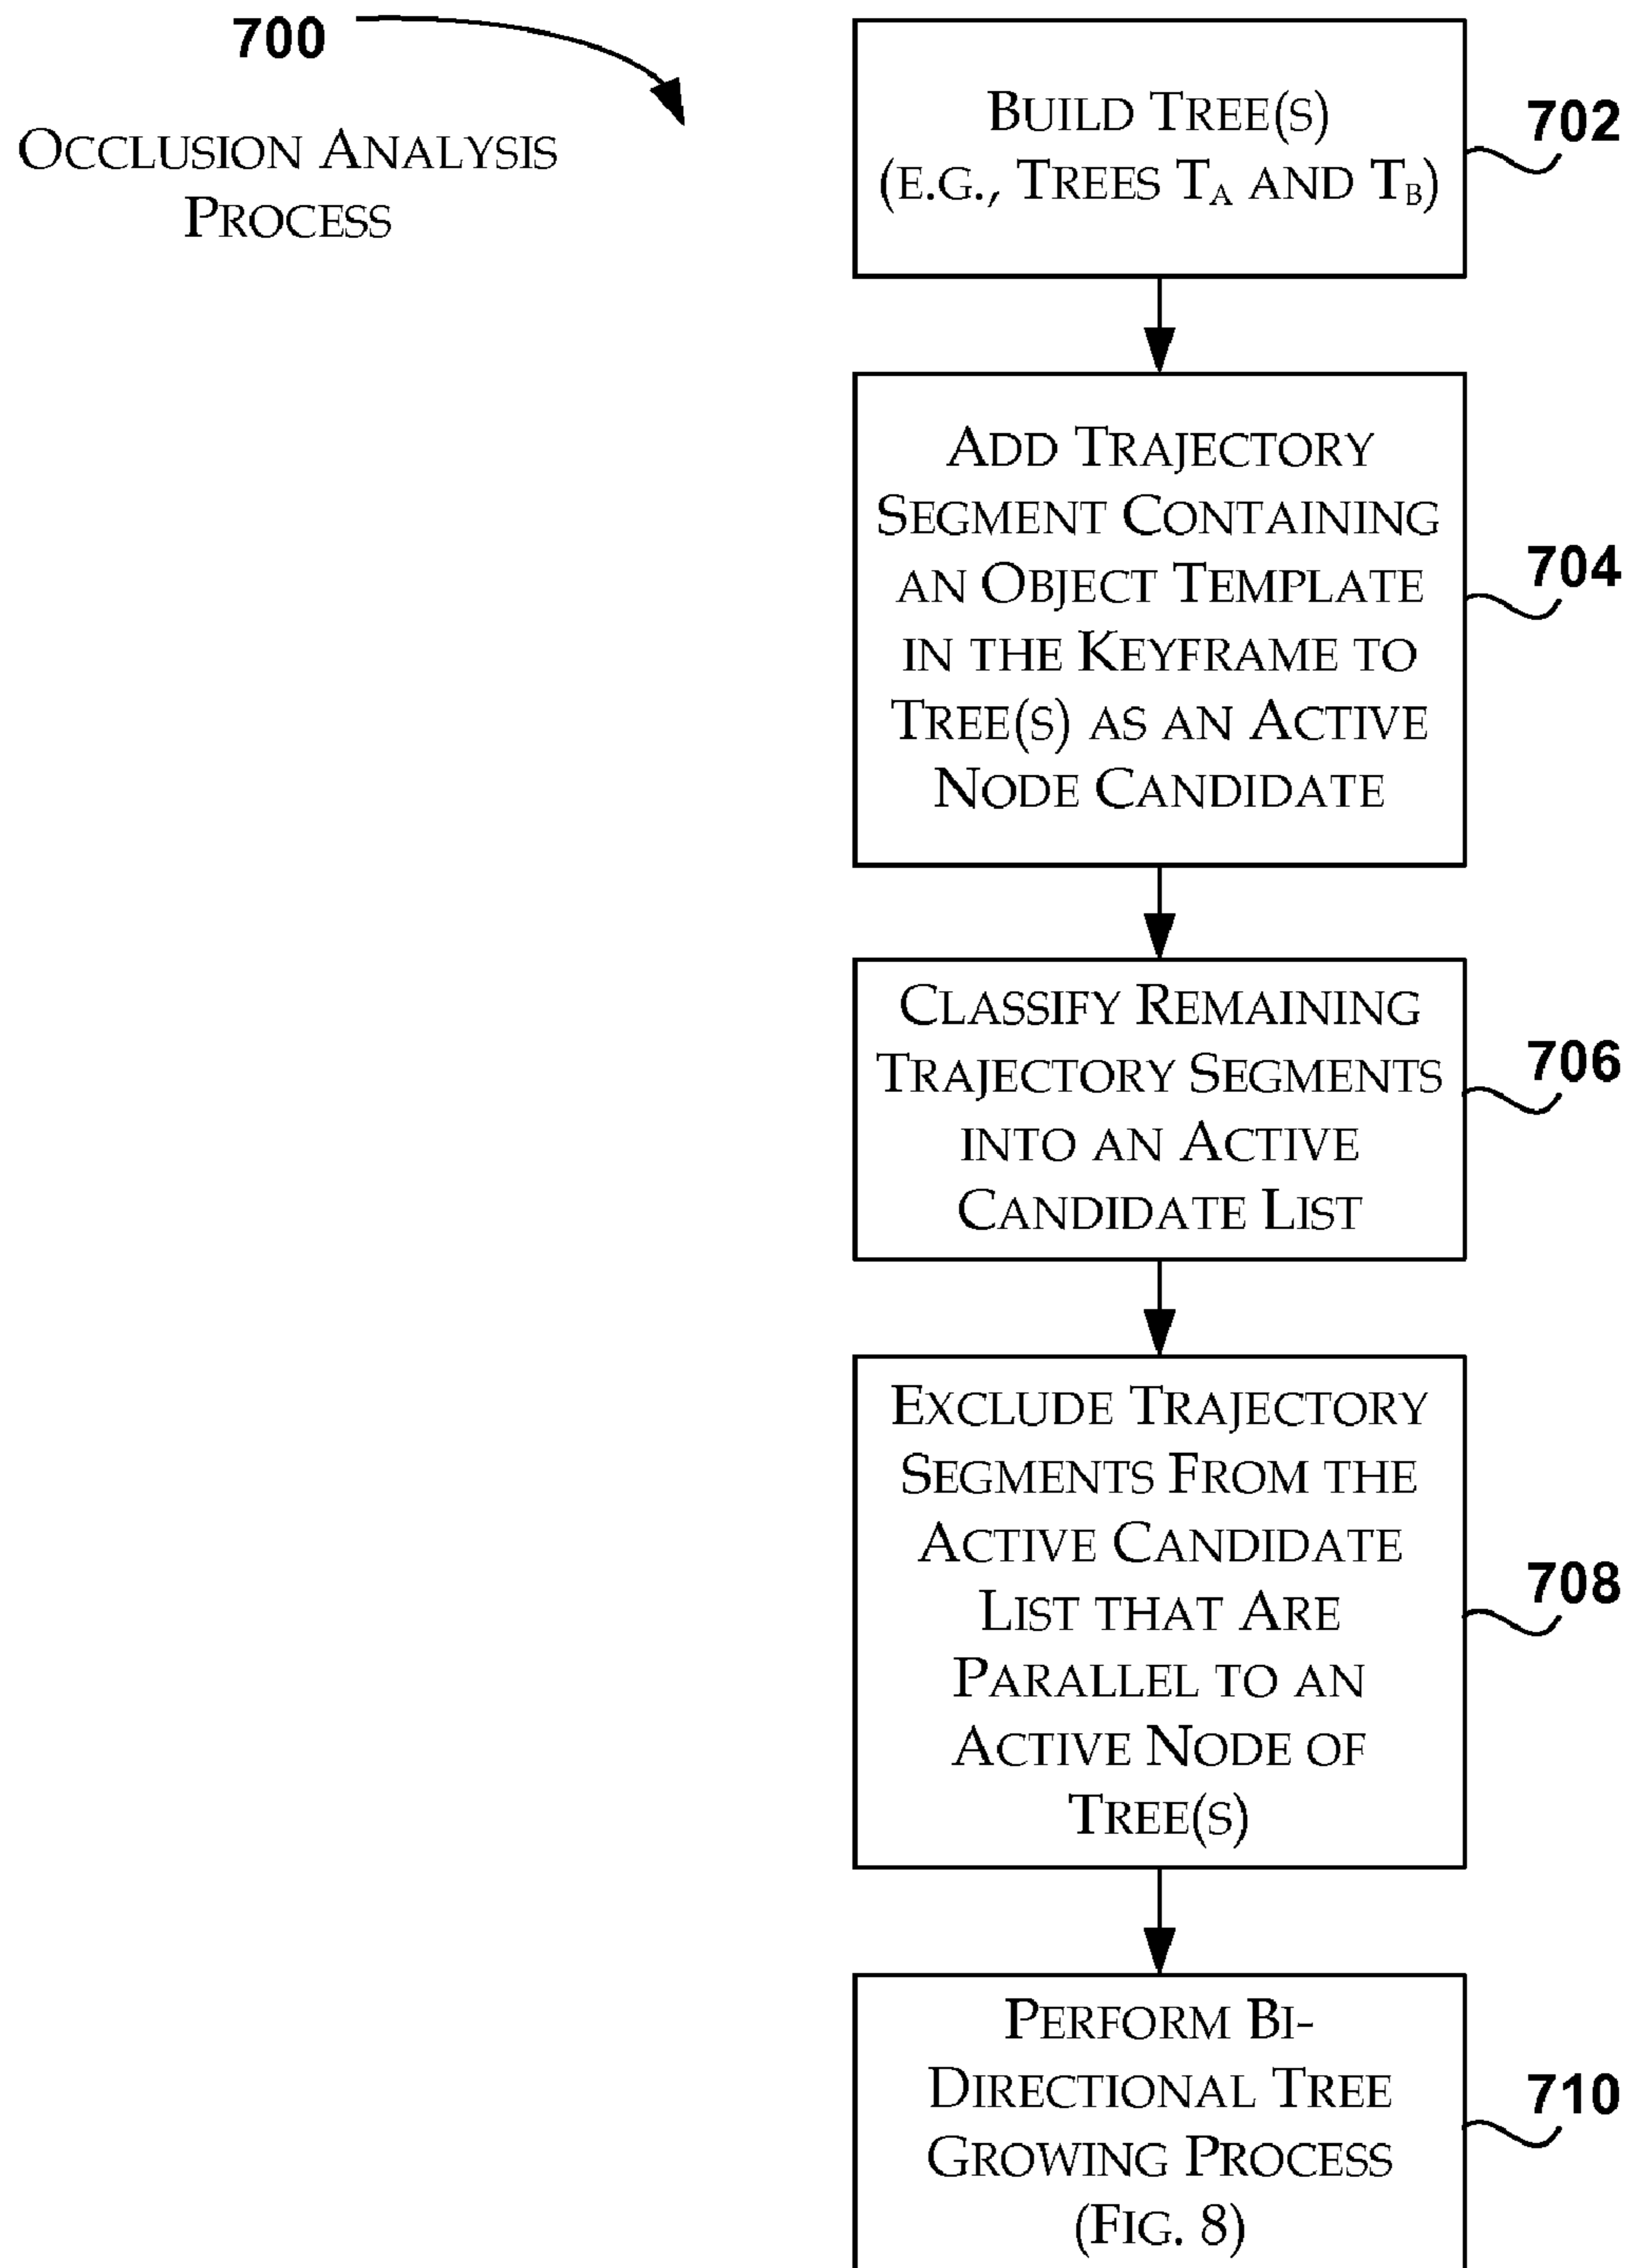 700
OCCLUSION ANALYSIS
PROCESS
BUILD TREE(S)
(E.G., TREES TA AND TB)
702
ADD TRAJECTORY
SEGMENT CONTAINING
AN OBJECT TEMPLATE
IN THE KEYFRAME TO
TREE(S) AS AN ACTIVE
NODE CANDIDATE
704
CLASSIFY REMAINING
TRAJECTORY SEGMENTS
INTO AN ACTIVE
CANDIDATE LIST
706
EXCLUDE TRAJECTORY
SEGMENTS FROM THE
ACTIVE CANDIDATE
LIST THAT ARE
PARALLEL TO AN
ACTIVE NODE OF
TREE(S)
708
PERFORM BI-
DIRECTIONAL TREE
GROWING PROCESS
(FIG. 8)
710